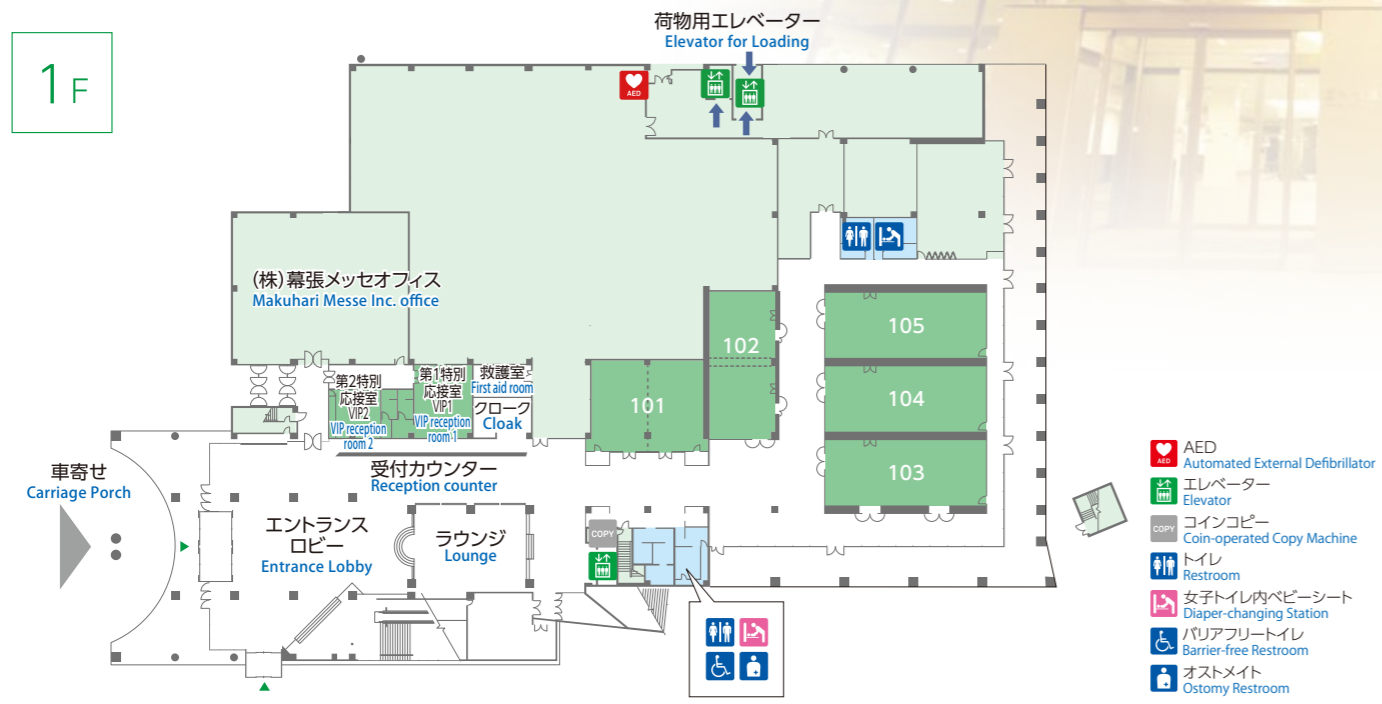 1F
荷物用エレベーター
Elevator for Loading
AED
(株)幕張メッセオフィス
Makuhari Messe Inc. office
第2特別
応接室
VIP2
VIP reception
room 2
第1特別
応接室
VIP1
VIP reception
room 1
救護室
First aid room
クローク
Cloak
101
102
105
104
103
車寄せ
Carriage Porch
受付カウンター
Reception counter
エントランス
ロビー
Entrance Lobby
ラウンジ
Lounge
COPY
AED
AED
Automated External Defibrillator
エレベーター
Elevator
COPY
コインコピー
Coin-operated Copy Machine
トイレ
Restroom
女子トイレ内ベビーシート
Diaper-changing Station
バリアフリートイレ
Barrier-free Restroom
オストメイト
Ostomy Restroom